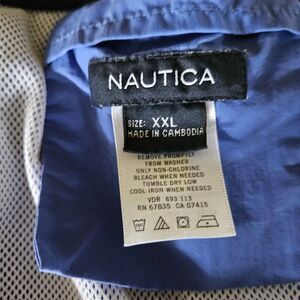 NAUTICA
SIZE: XXL
MADE IN CAMBODIA
REMOVE PROMPTLY
FROM WASHER
ONLY NON-CHLORINE
BLEACH WHEN NEEDED
TUMBLE DRY LOW
COOL IRON WHEN NEEDED
VDR 693 113
RN 67835 CA 07415